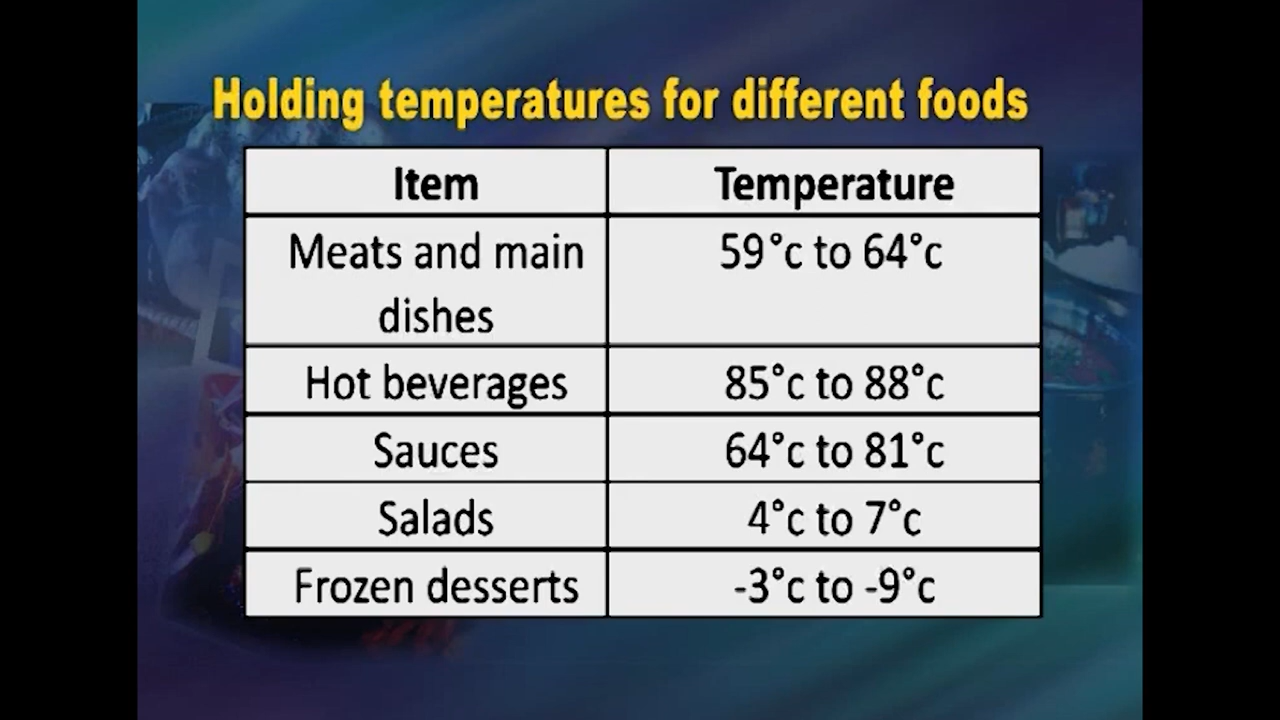 Holding temperatures for different foods
Item Temperature
Meats and main 59°c to 64°c
dishes
Hot beverages 85°c to 88°c
Sauces 64°c to 81°c
Salads 4°c to 7°c
Frozen desserts -3°c to -9°c